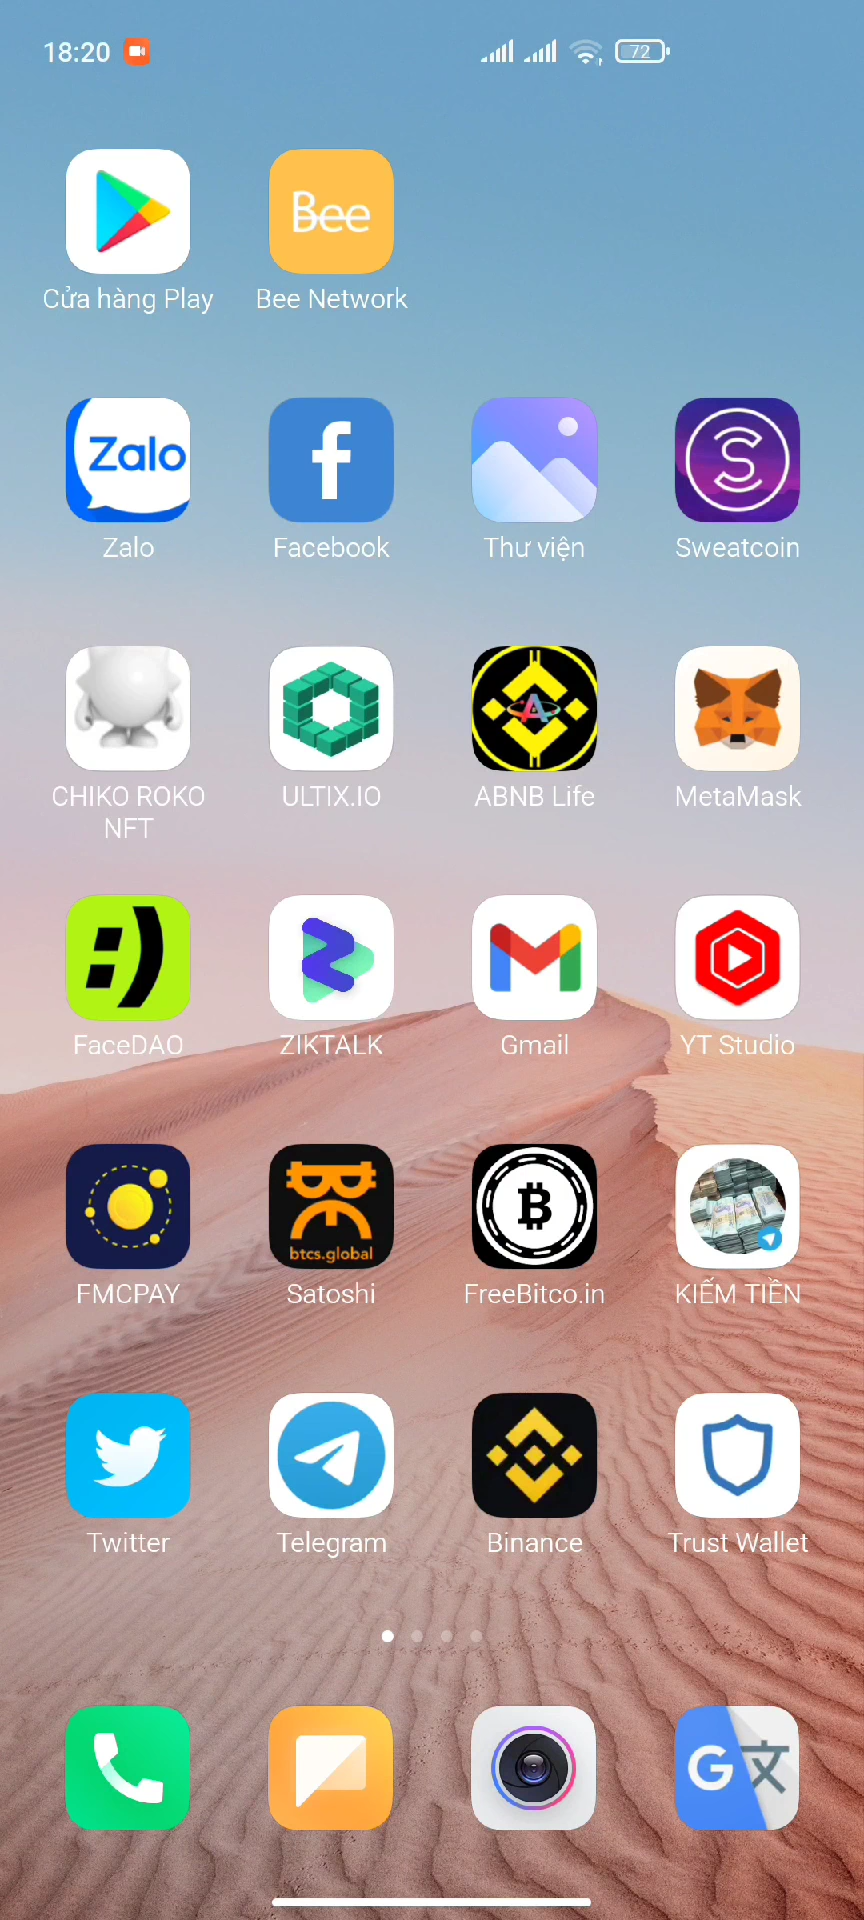 18:20
72
Bee
Cửa hàng Play
Bee Network
Zalo
Zalo
Facebook
Thư viện
Sweatcoin
CHIKO ROKO
NFT
ULTIX.IO
ABNB Life
MetaMask
FaceDAO
ZIKTALK
Gmail
YT Studio
btcs.global
FMCPAY
Satoshi
FreeBitco.in
KIẾM TIỀN
Twitter
Telegram
Binance
Trust Wallet
G文